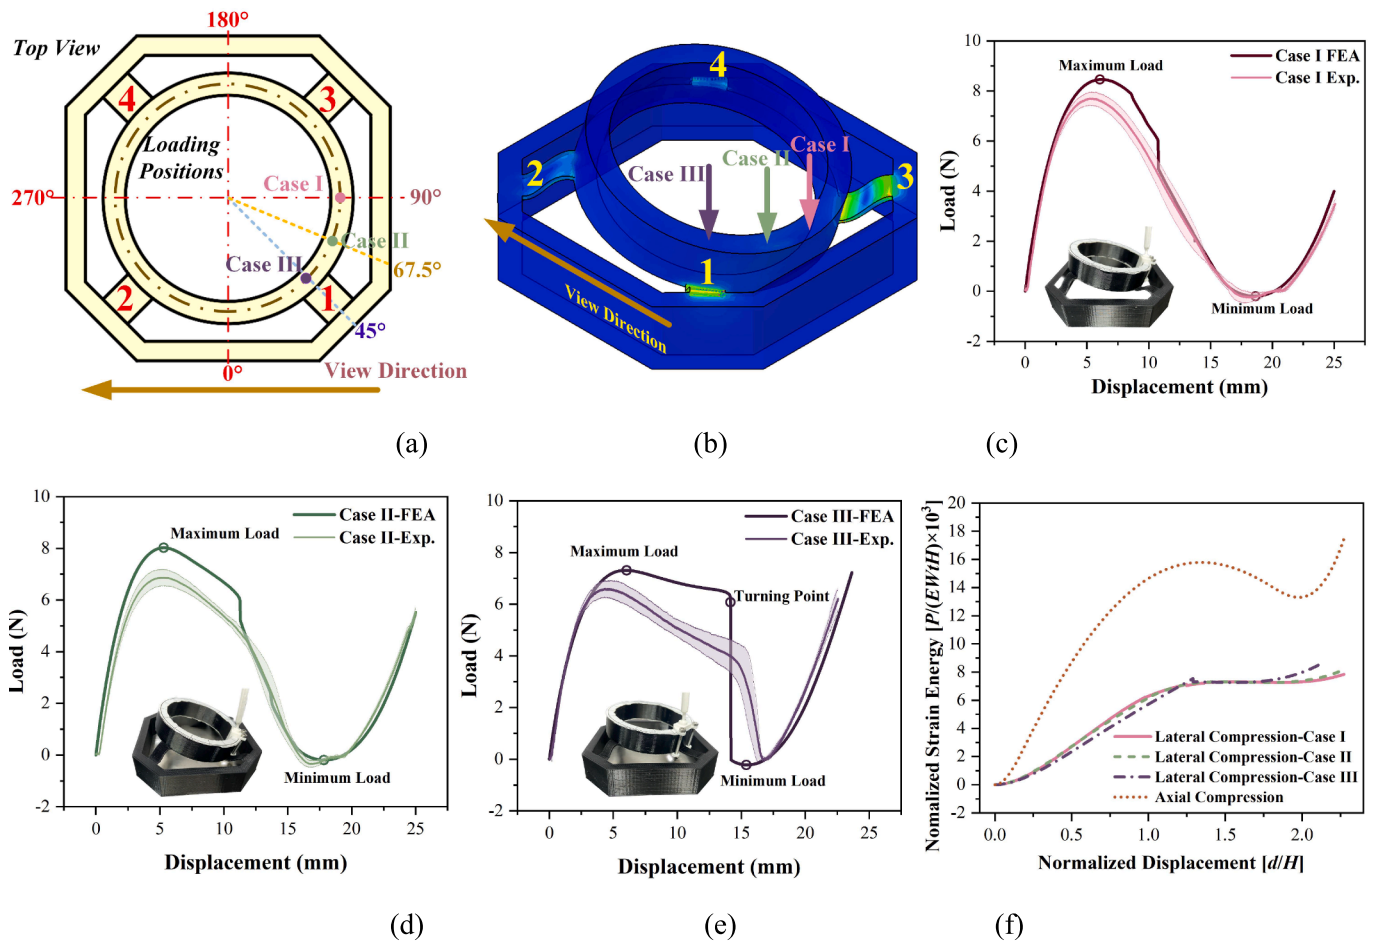 180°
Top View
4
3
Loading
Positions
Case I
270°
90°
Case II
Case III
67.5°
2
1
45°
0°
View Direction
(a)
4
Case I
Case II
Case III
2
3
1
View Direction
(b)
10
8
6
4
2
0
-2
Load (N)
Maximum Load
Case I FEA
Case I Exp.
Minimum Load
0
5
10
15
20
25
Displacement (mm)
(c)
10
8
6
4
2
0
-2
Load (N)
Case II-FEA
Case II-Exp.
Maximum Load
Minimum Load
0
5
10
15
20
25
Displacement (mm)
(d)
10
8
6
4
2
0
-2
Load (N)
Case III-FEA
Case III-Exp.
Maximum Load
Turning Point
Minimum Load
0
5
10
15
20
25
Displacement (mm)
(e)
20
18
16
14
12
10
8
6
4
2
0
-2
Nomalized Strain Energy [P/(EWtH)×10³]
Lateral Compression-Case I
Lateral Compression-Case II
Lateral Compression-Case III
Axial Compression
0.0
0.5
1.0
1.5
2.0
Normalized Displacement [d/H]
(f)